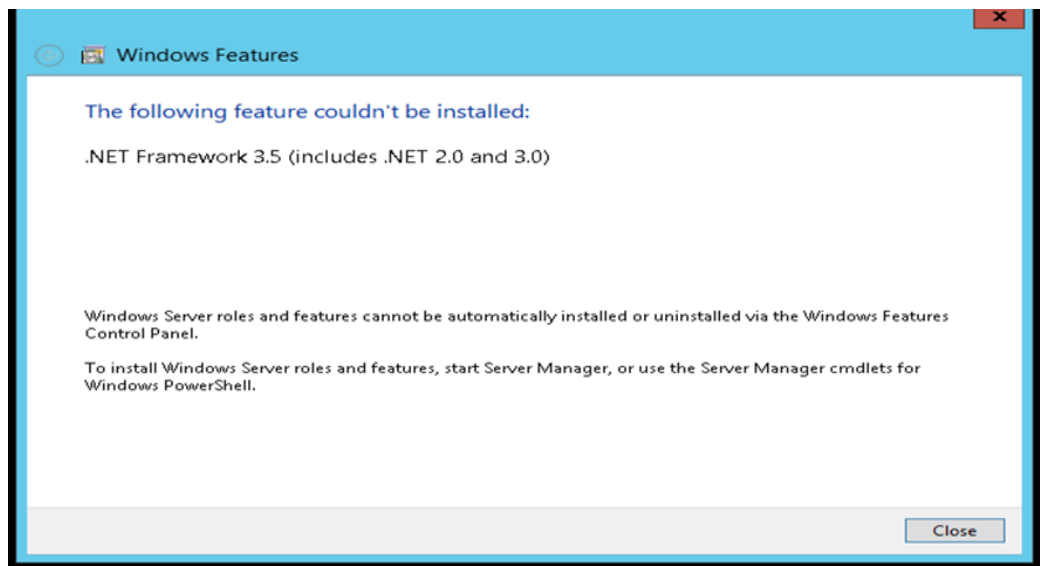 Windows Features
The following feature couldn't be installed:
.NET Framework 3.5 (includes .NET 2.0 and 3.0)
Windows Server roles and features cannot be automatically installed or uninstalled via the Windows Features
Control Panel.
To install Windows Server roles and features, start Server Manager, or use the Server Manager cmdlets for
Windows PowerShell.
Close